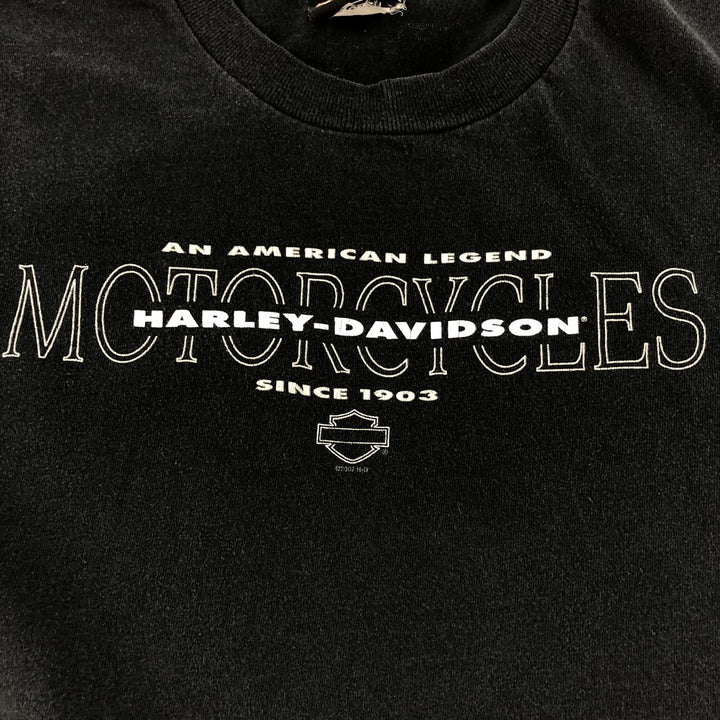 AN AMERICAN LEGEND
MOTORCYCLES
HARLEY-DAVIDSON®
SINCE 1903
®
H-D